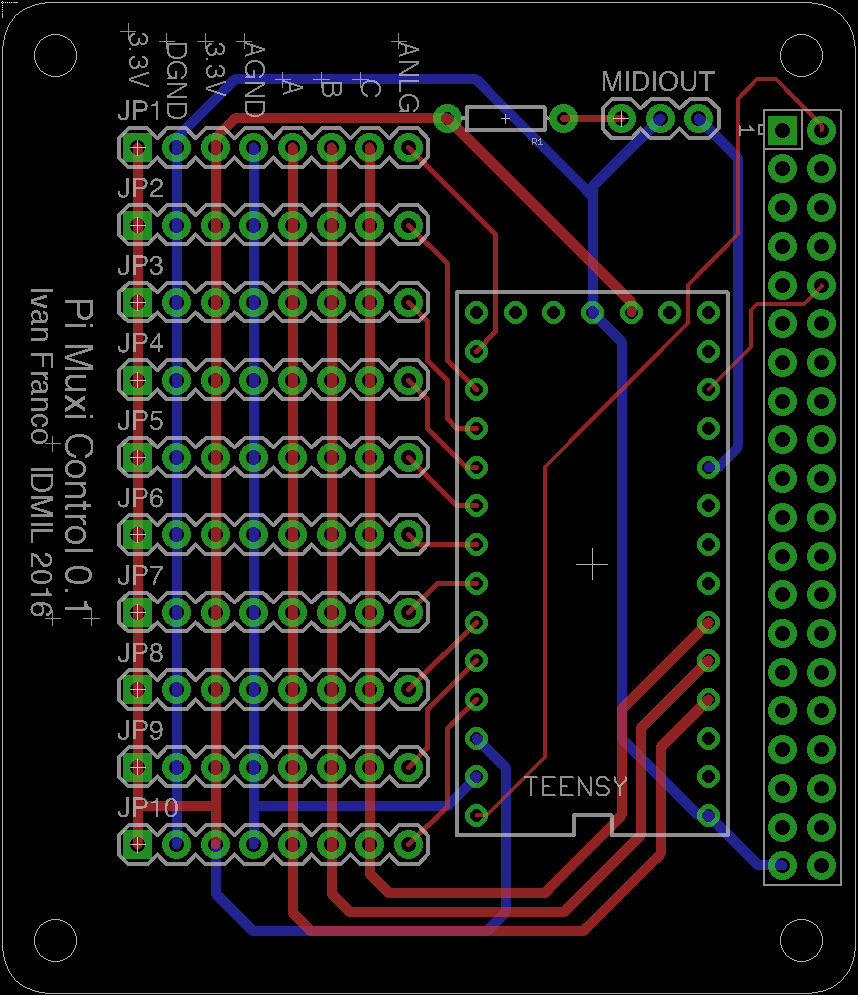 3.3V
DGND
3.3V
AGND
A
B
C
ANLG
MIDIOUT
R1
1
JP1
JP2
JP3
JP4
JP5
JP6
JP7
JP8
JP9
JP10
Pi Muxi Control 0.1
Ivan Franco IDMIL 2016
TEENSY